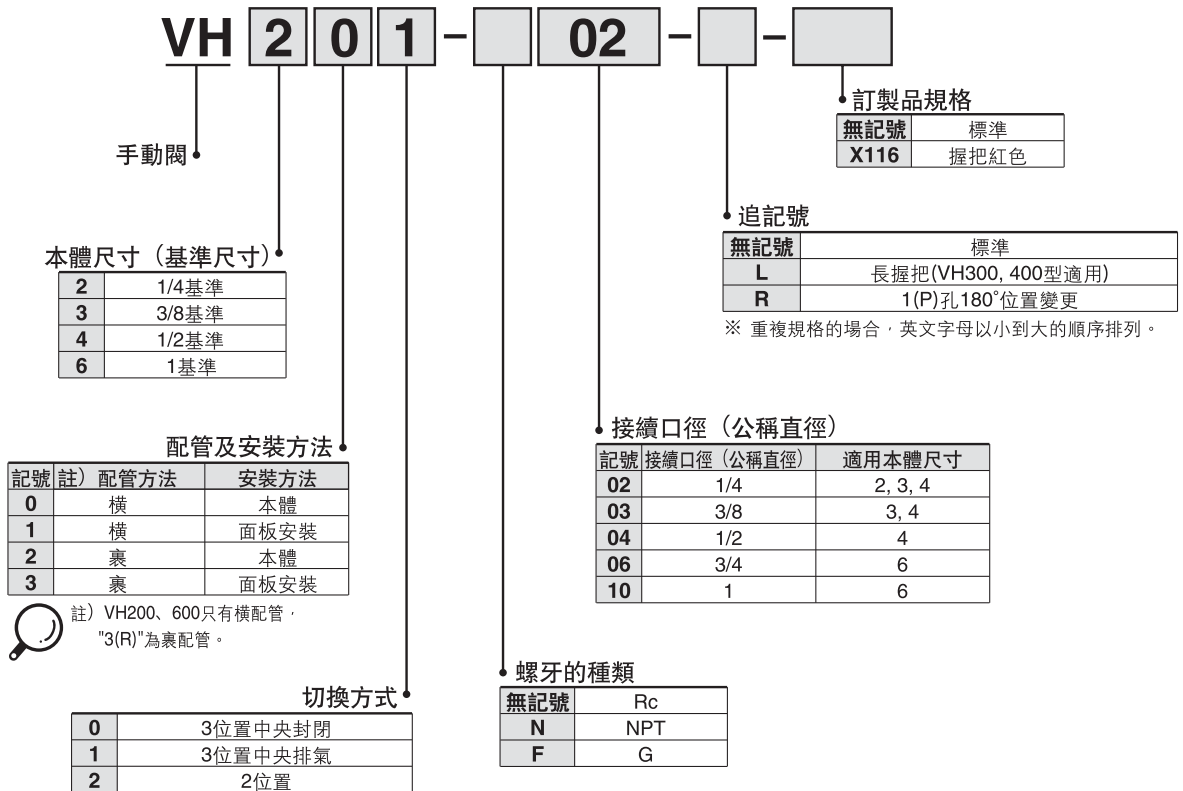 VH 2 0 1 - 02 - -
訂製品規格
無記號 標準
X116 握把紅色
手動閥
追記號
無記號 標準
L 長握把(VH300, 400型適用)
R 1(P)孔180°位置變更
※ 重複規格的場合，英文字母以小到大的順序排列。
本體尺寸（基準尺寸）
2 1/4基準
3 3/8基準
4 1/2基準
6 1基準
接續口徑（公稱直徑）
記號 接續口徑（公稱直徑） 適用本體尺寸
02 1/4 2, 3, 4
03 3/8 3, 4
04 1/2 4
06 3/4 6
10 1 6
配管及安裝方法
記號 註）配管方法 安裝方法
0 橫 本體
1 橫 面板安裝
2 裏 本體
3 裏 面板安裝
註）VH200、600只有橫配管，
"3(R)"為裏配管。
螺牙的種類
無記號 Rc
N NPT
F G
切換方式
0 3位置中央封閉
1 3位置中央排氣
2 2位置